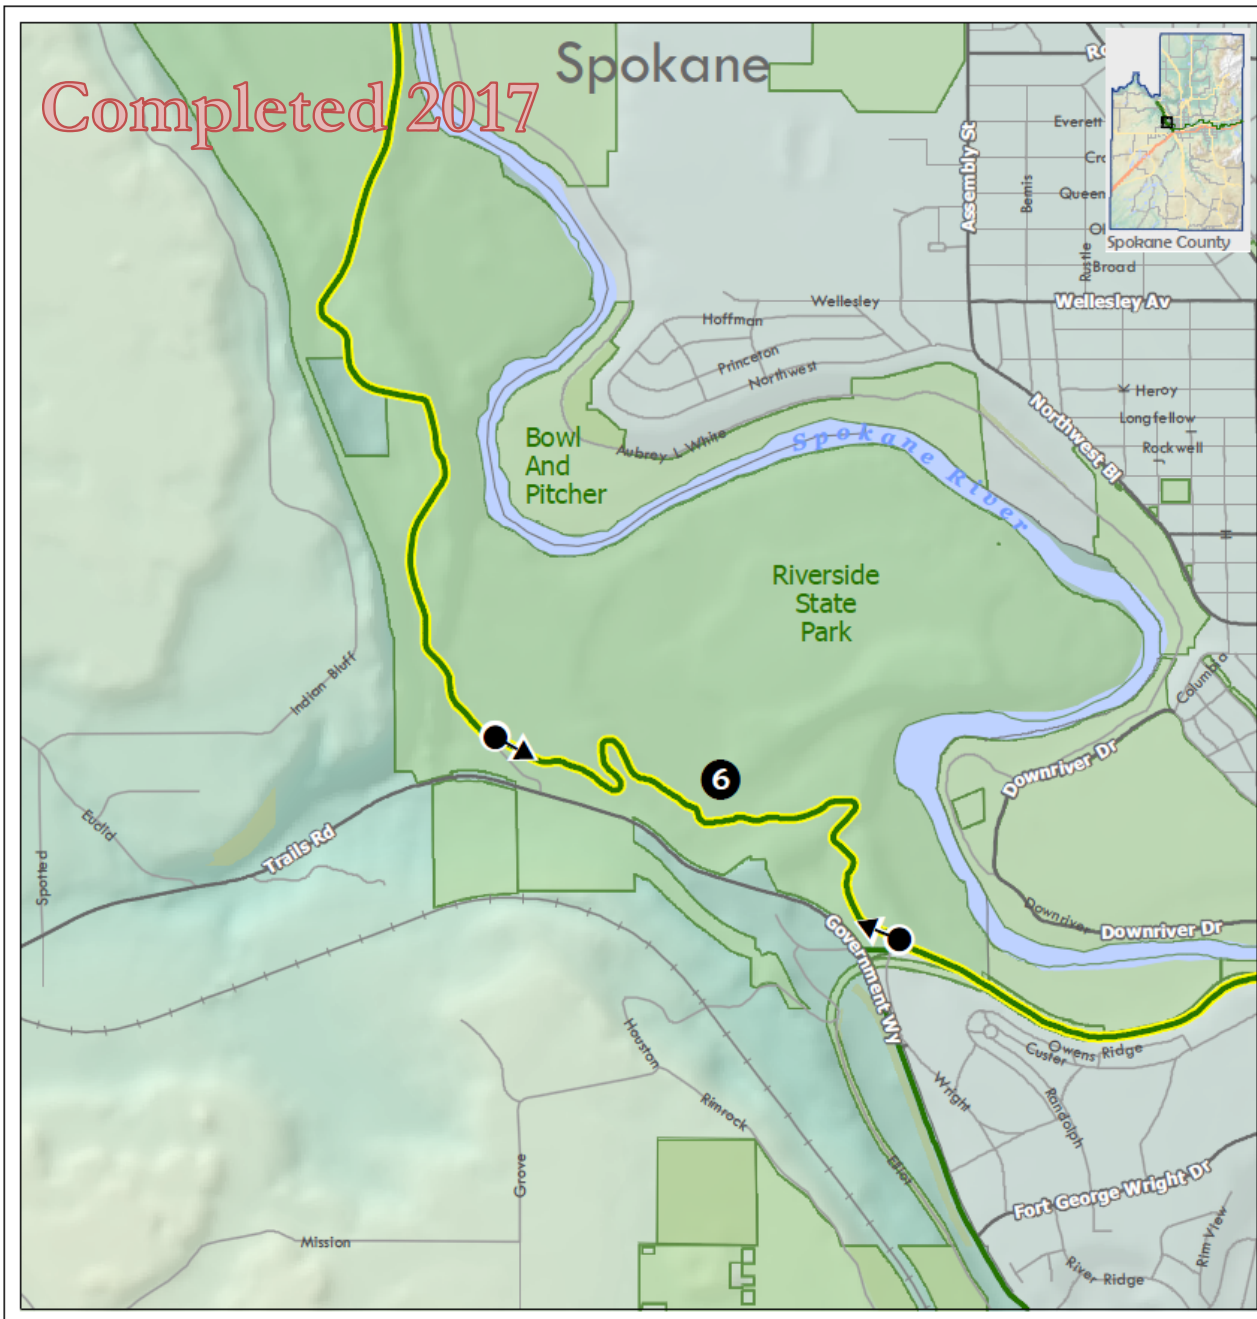 Spokane
Completed 2017
Everett
Queen
Assembly St
Bemis
Rustle
Broad
Spokane County
Wellesley
Wellesley Av
Hoffman
Princeton
Northwest
K
Heroy
Longfellow
Rockwell
J
I
H
Northwest Bl
Aubrey L White
Spokane River
Bowl
And
Pitcher
Riverside
State
Park
Indian Bluff
Columbia
Downriver Dr
6
Euclid
Spotted
Trails Rd
Downriver
Downriver Dr
Government Wy
Owens Ridge
Custer
Houston
Wright
Randolph
Rimrock
Elliot
Grove
Fort George Wright Dr
Mission
River Ridge
Rim View